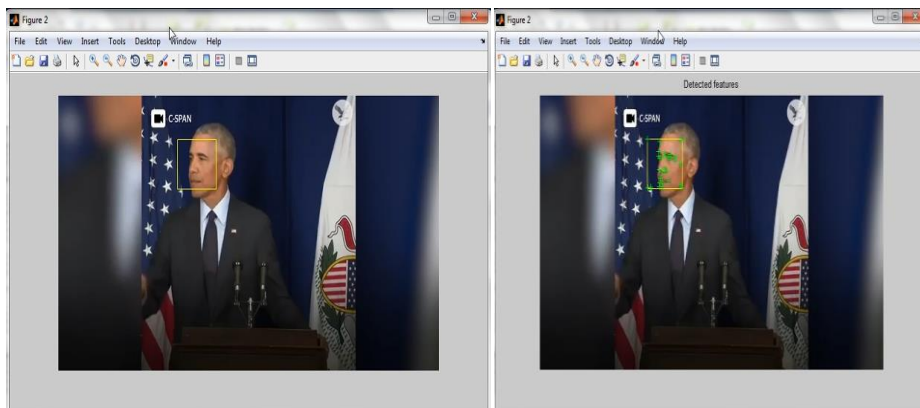 Figure 2
File Edit View Insert Tools Desktop Window Help
C-SPAN
Figure 2
File Edit View Insert Tools Desktop Window Help
Detected features
C-SPAN